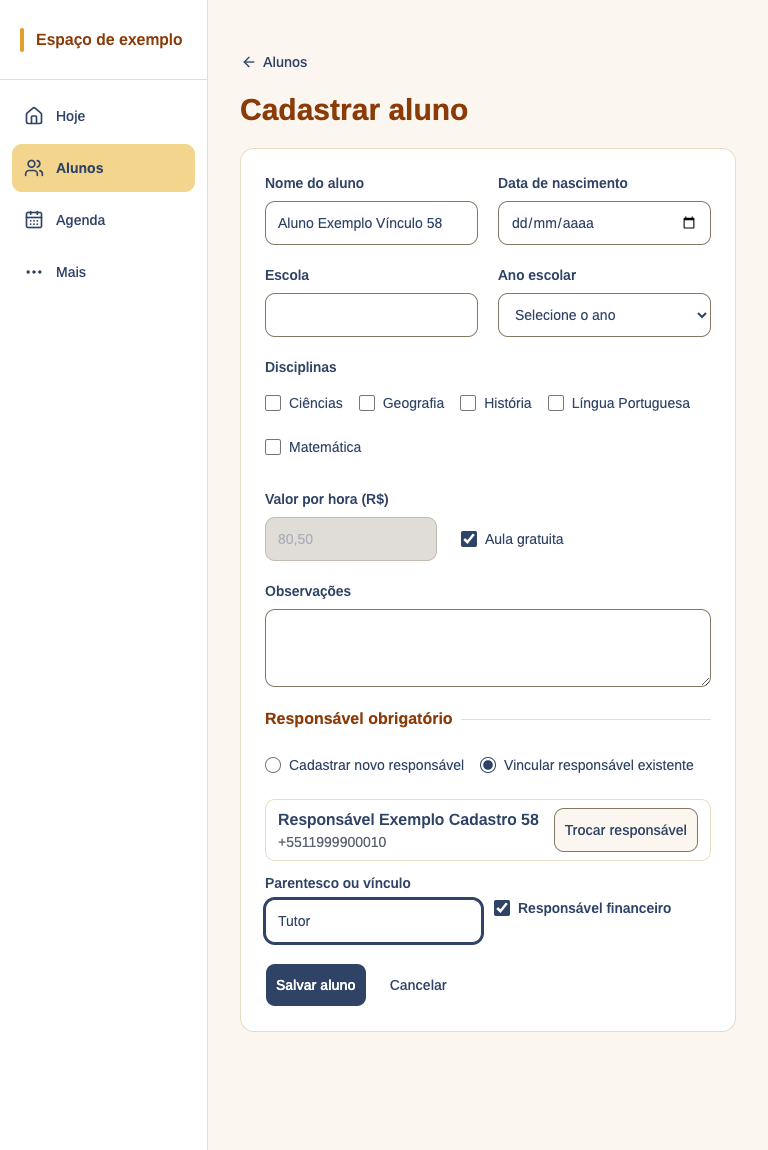 Espaço de exemplo
Hoje
Alunos
Agenda
Mais
Alunos
Cadastrar aluno
Nome do aluno
Data de nascimento
Aluno Exemplo Vínculo 58
dd/mm/aaaa
Escola
Ano escolar
Selecione o ano
Disciplinas
Ciências
Geografia
História
Língua Portuguesa
Matemática
Valor por hora (R$)
80,50
Aula gratuita
Observações
Responsável obrigatório
Cadastrar novo responsável
Vincular responsável existente
Responsável Exemplo Cadastro 58
+5511999900010
Trocar responsável
Parentesco ou vínculo
Tutor
Responsável financeiro
Salvar aluno
Cancelar